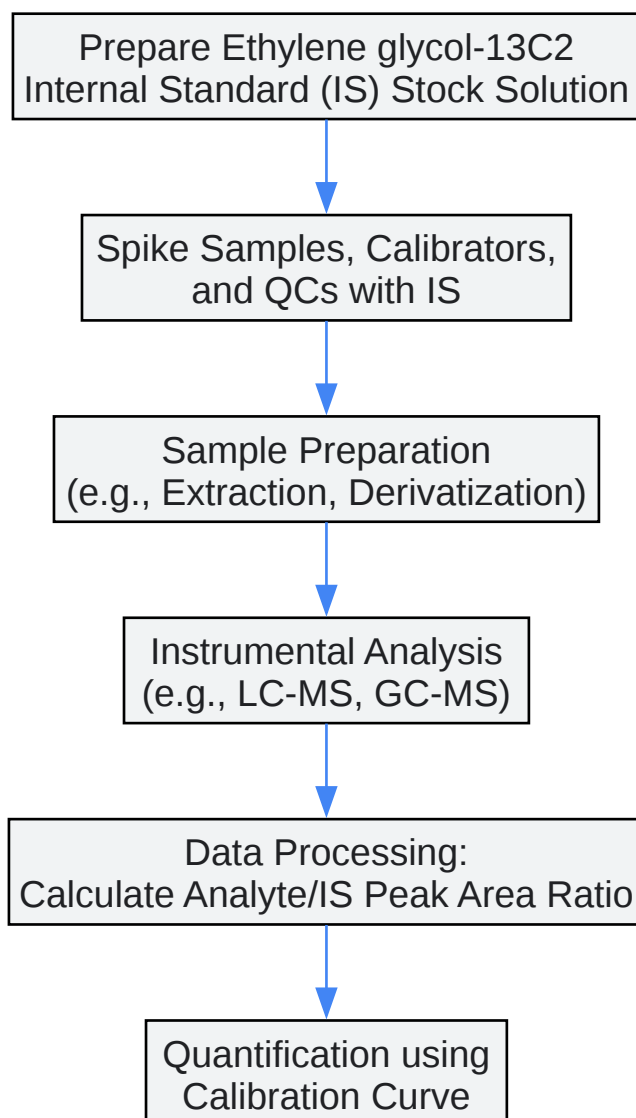 Prepare Ethylene glycol-13C2
Internal Standard (IS) Stock Solution
Spike Samples, Calibrators,
and QCs with IS
Sample Preparation
(e.g., Extraction, Derivatization)
Instrumental Analysis
(e.g., LC-MS, GC-MS)
Data Processing:
Calculate Analyte/IS Peak Area Ratio
Quantification using
Calibration Curve